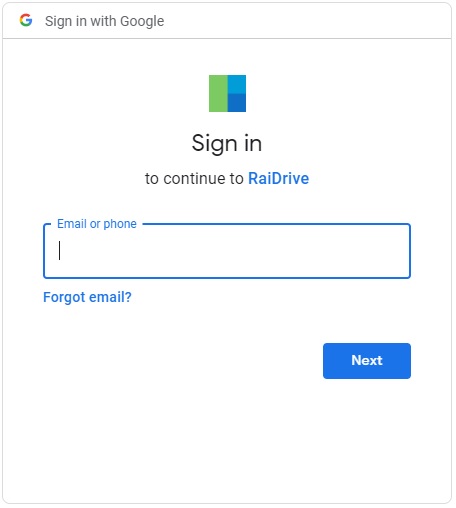 Sign in with Google
Sign in
to continue to RaiDrive
Email or phone
Forgot email?
Next